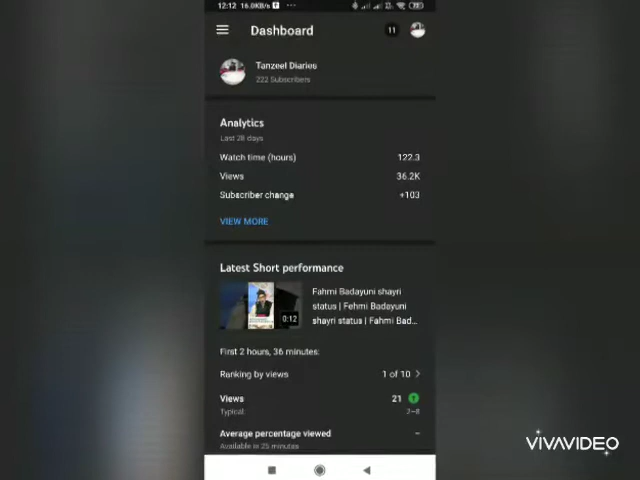 12:12 16.0KB/s
Dashboard
11
Tanzeel Diaries
222 Subscribers
Analytics
Last 28 days
Watch time (hours) 122.3
Views 36.2K
Subscriber change +103
VIEW MORE
Latest Short performance
0:12
Fahmi Badayuni shayri
status | Fehmi Badayuni
shayri status | Fahmi Bad...
First 2 hours, 36 minutes:
Ranking by views 1 of 10
Views 21
Typical 2–8
Average percentage viewed –
Available in 25 minutes
VIVAVIDEO